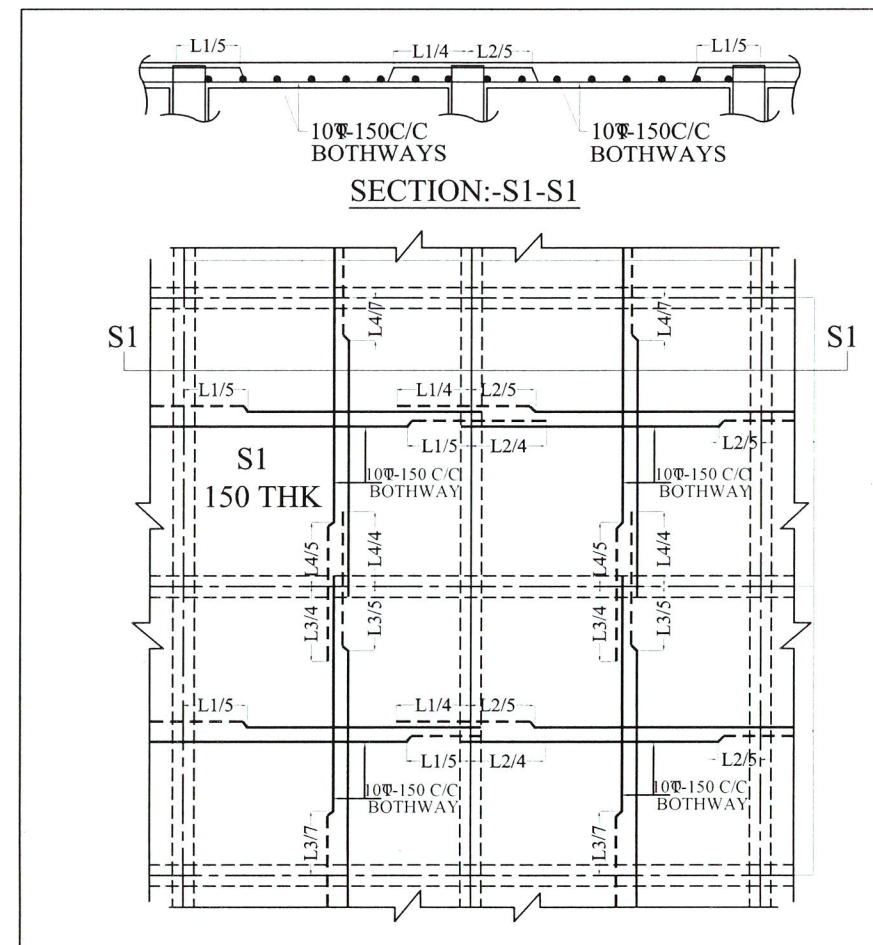 L1/5 L1/4 L2/5 L1/5
10Φ-150C/C 10Φ-150C/C
BOTHWAYS BOTHWAYS
SECTION:-S1-S1
L4/7 L4/7
S1 S1
L1/5 L1/4 L2/5
L1/5 L2/4 L2/5
S1
150 THK
10Φ-150 C/C 10Φ-150 C/C
BOTHWAY BOTHWAY
L4/5 L4/4 L4/5 L4/4
L3/4 L3/5 L3/4 L3/5
L1/5 L1/4 L2/5
L1/5 L2/4 L2/5
10Φ-150 C/C 10Φ-150 C/C
BOTHWAY BOTHWAY
L3/7 L3/7